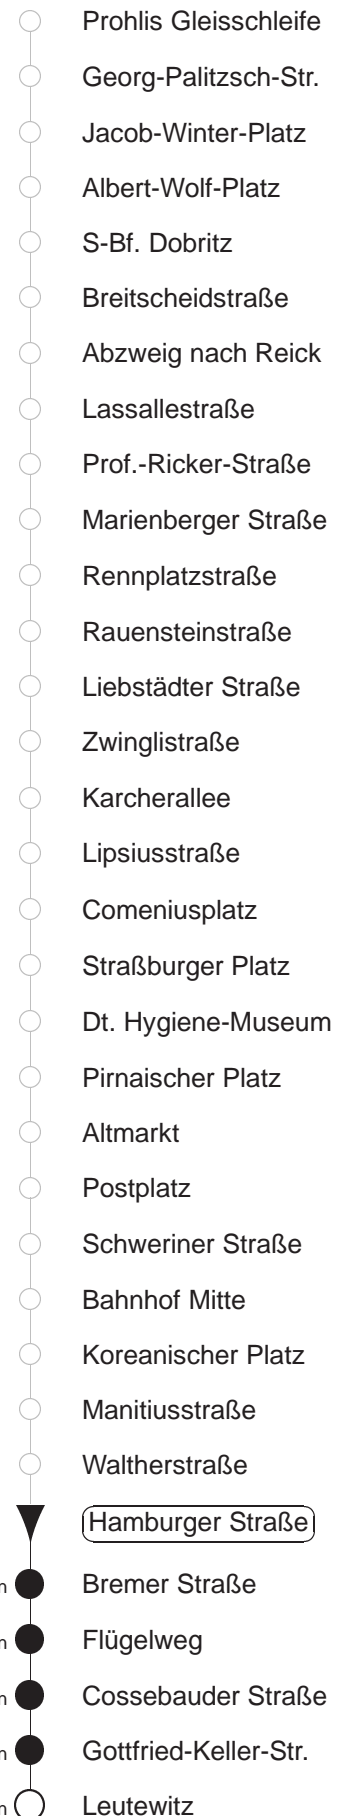 Prohlis Gleisschleife
Georg-Palitzsch-Str.
Jacob-Winter-Platz
Albert-Wolf-Platz
S-Bf. Dobritz
Breitscheidstraße
Abzweig nach Reick
Lassallestraße
Prof.-Ricker-Straße
Marienberger Straße
Rennplatzstraße
Rauensteinstraße
Liebstädter Straße
Zwinglistraße
Karcherallee
Lipsiusstraße
Comeniusplatz
Straßburger Platz
Dt. Hygiene-Museum
Pirnaischer Platz
Altmarkt
Postplatz
Schweriner Straße
Bahnhof Mitte
Koreanischer Platz
Manitiusstraße
Waltherstraße
Hamburger Straße
Bremer Straße
Flügelweg
Cossebauder Straße
Gottfried-Keller-Str.
Leutewitz